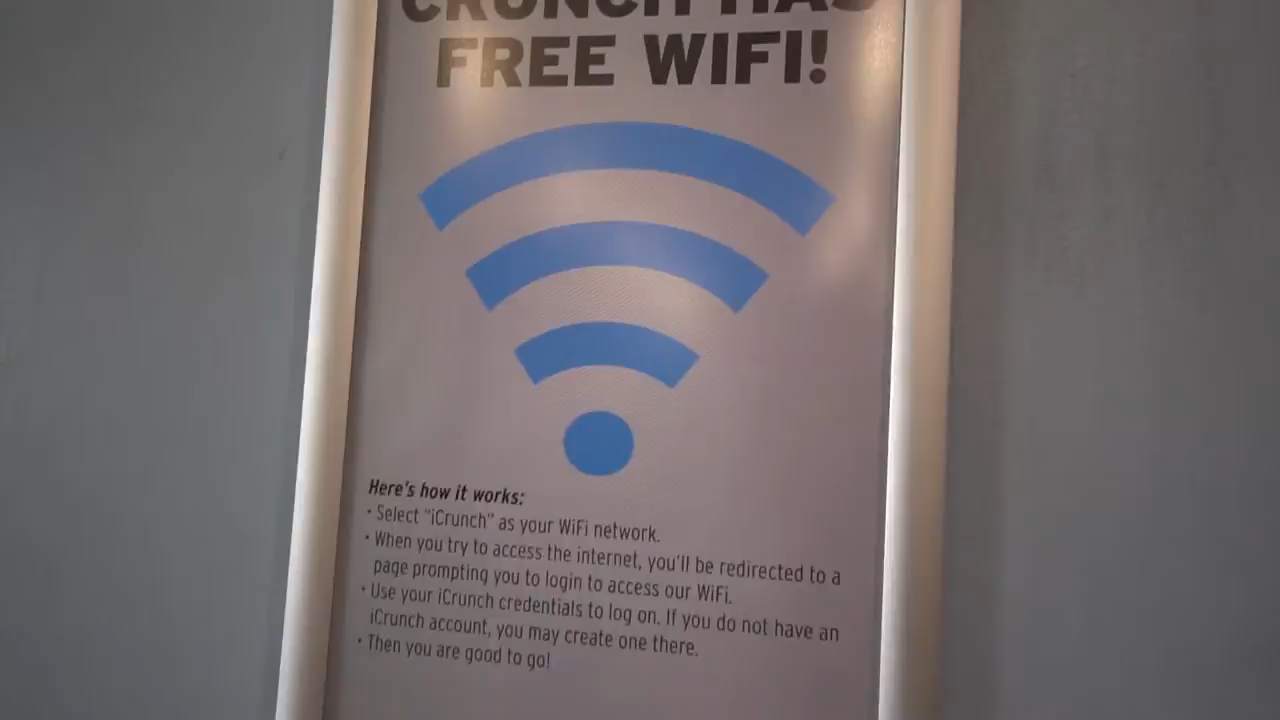 CRUNCH HAS
FREE WIFI!
Here's how it works:
• Select "iCrunch" as your WiFi network.
• When you try to access the internet, you'll be redirected to a
page prompting you to login to access our WiFi.
• Use your iCrunch credentials to log on. If you do not have an
iCrunch account, you may create one there.
• Then you are good to go!